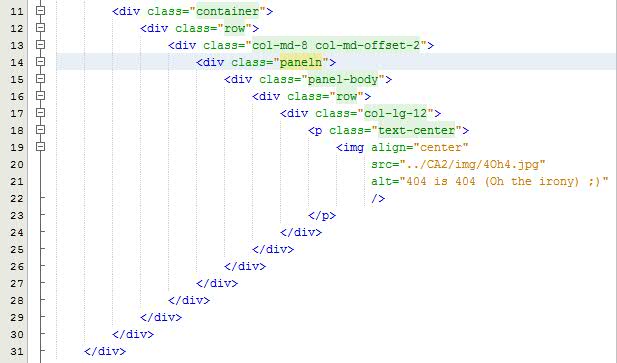 11 <div class="container">
12 <div class="row">
13 <div class="col-md-8 col-md-offset-2">
14 <div class="paneln">
15 <div class="panel-body">
16 <div class="row">
17 <div class="col-lg-12">
18 <p class="text-center">
19 <img align="center"
20 src="../CA2/img/4Oh4.jpg"
21 alt="404 is 404 (Oh the irony) ;)"
22 />
23 </p>
24 </div>
25 </div>
26 </div>
27 </div>
28 </div>
29 </div>
30 </div>
31 </div>